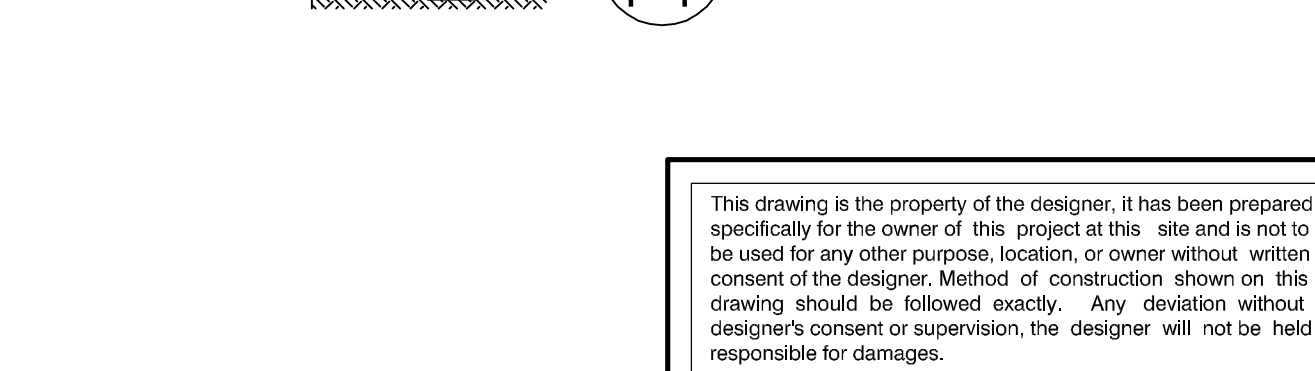 This drawing is the property of the designer, it has been prepared
specifically for the owner of this project at this site and is not to
be used for any other purpose, location, or owner without written
consent of the designer. Method of construction shown on this
drawing should be followed exactly. Any deviation without
designer's consent or supervision, the designer will not be held
responsible for damages.